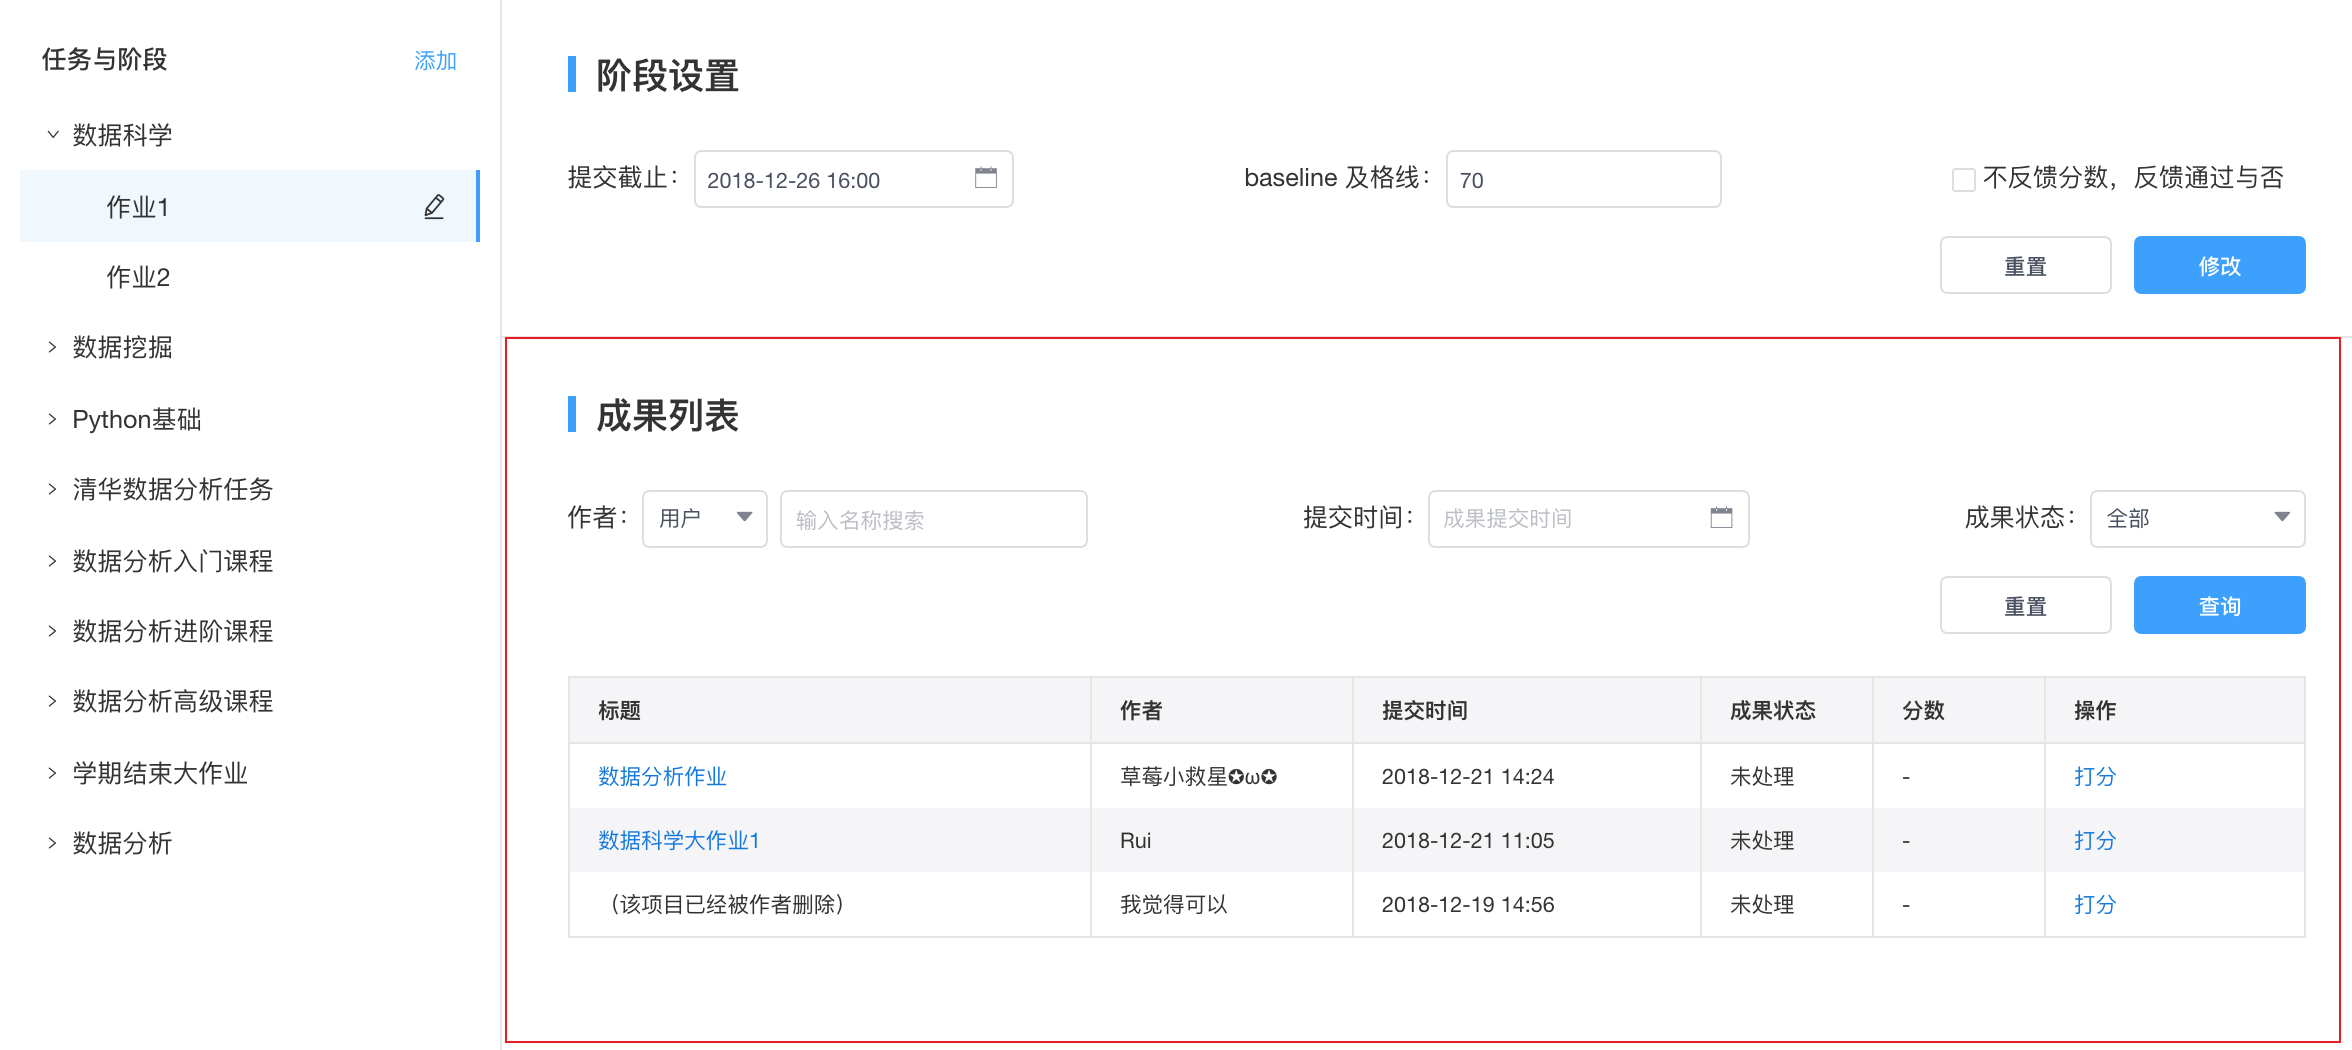 任务与阶段 添加
数据科学
作业1
作业2
数据挖掘
Python基础
清华数据分析任务
数据分析入门课程
数据分析进阶课程
数据分析高级课程
学期结束大作业
数据分析
阶段设置
提交截止： 2018-12-26 16:00 baseline 及格线： 70 不反馈分数，反馈通过与否
重置 修改
成果列表
作者： 用户 输入名称搜索 提交时间： 成果提交时间 成果状态： 全部
重置 查询
标题 作者 提交时间 成果状态 分数 操作
数据分析作业 草莓小救星✪ω✪ 2018-12-21 14:24 未处理 - 打分
数据科学大作业1 Rui 2018-12-21 11:05 未处理 - 打分
（该项目已经被作者删除） 我觉得可以 2018-12-19 14:56 未处理 - 打分